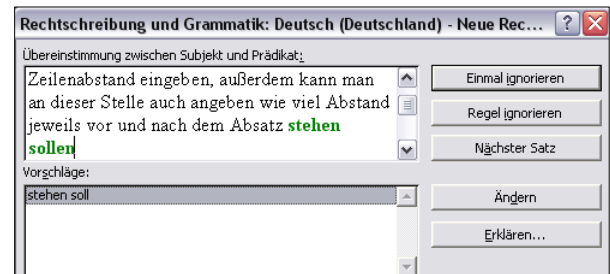 Rechtschreibung und Grammatik: Deutsch (Deutschland) - Neue Rec...
Übereinstimmung zwischen Subjekt und Prädikat:
Zeilenabstand eingeben, außerdem kann man
an dieser Stelle auch angeben wie viel Abstand
jeweils vor und nach dem Absatz stehen
sollen
Einmal ignorieren
Regel ignorieren
Nächster Satz
Vorschläge:
stehen soll
Ändern
Erklären...